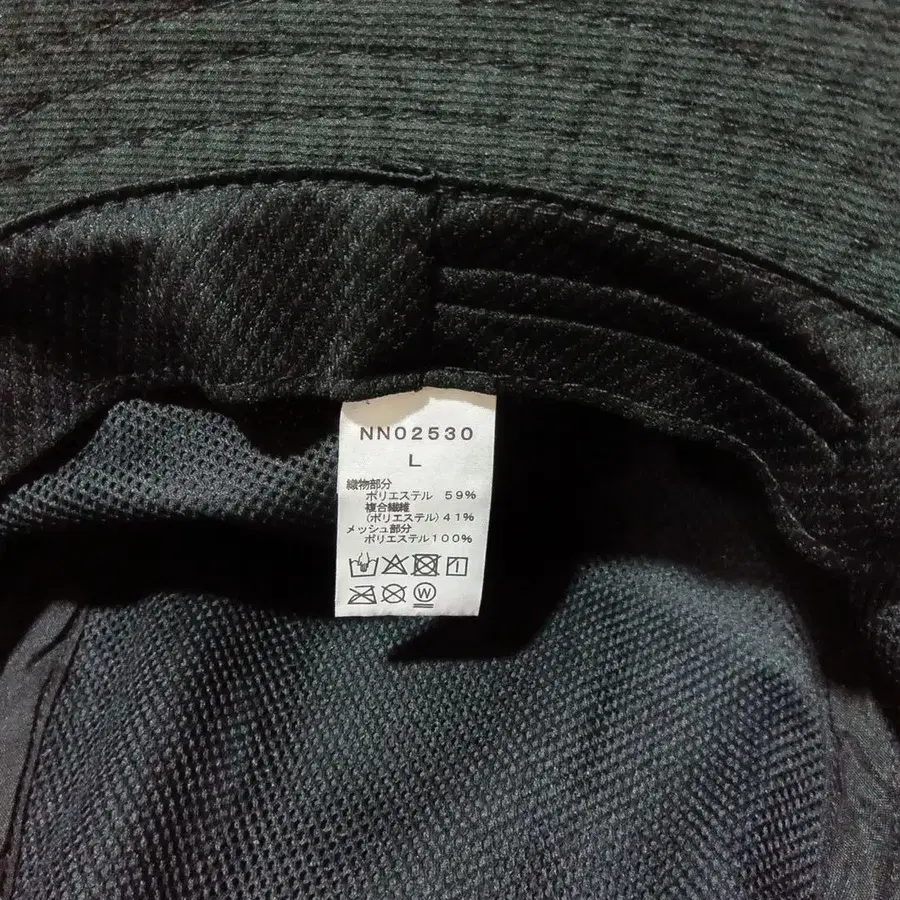 NN02530
L
織物部分
ポリエステル 59%
複合繊維
(ポリエステル)41%
メッシュ部分
ポリエステル100%
W